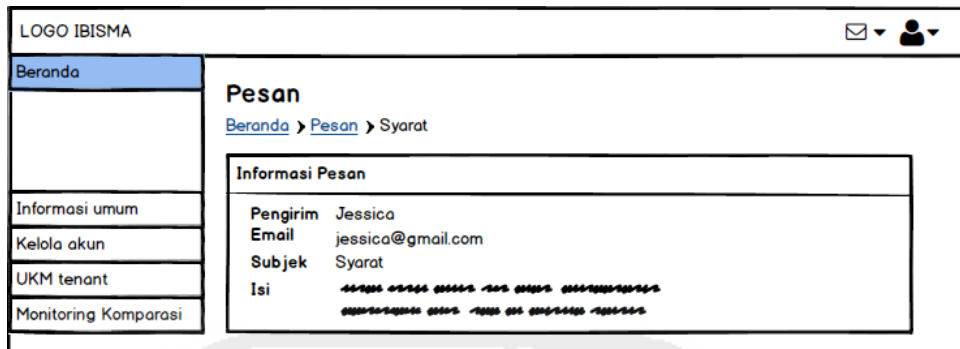 LOGO IBISMA
Beranda
Informasi umum
Kelola akun
UKM tenant
Monitoring Komparasi
Pesan
Beranda > Pesan > Syarat
Informasi Pesan
Pengirim Jessica
Email jessica@gmail.com
Subjek Syarat
Isi